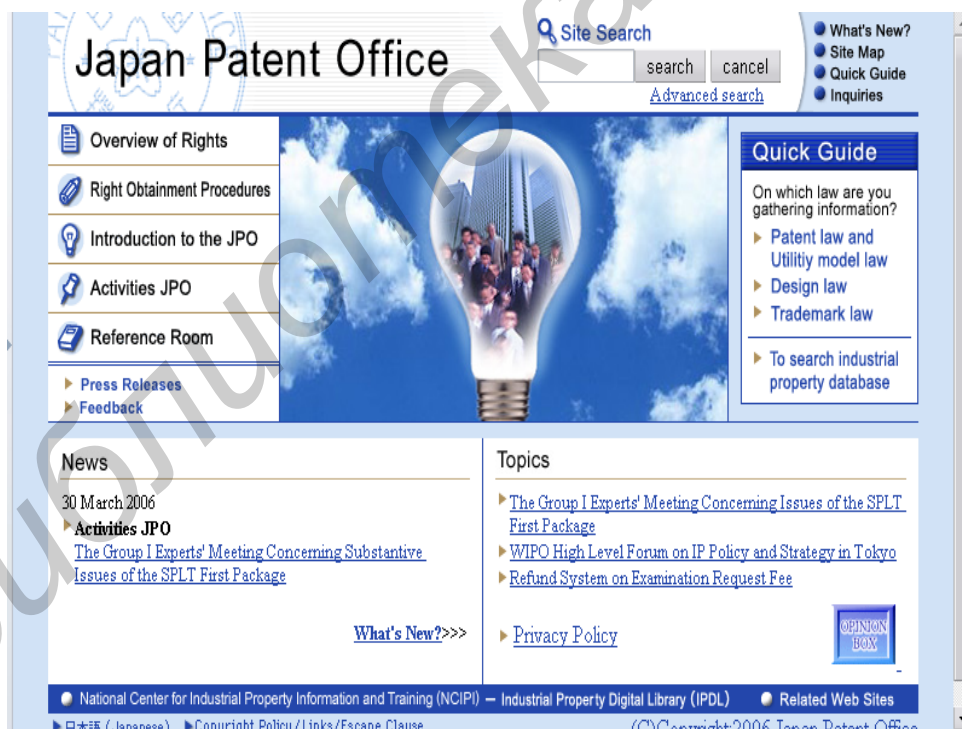 Japan Patent Office
Site Search
search cancel
Advanced search
What's New?
Site Map
Quick Guide
Inquiries
Overview of Rights
Right Obtainment Procedures
Introduction to the JPO
Activities JPO
Reference Room
Press Releases
Feedback
Quick Guide
On which law are you
gathering information?
Patent law and
Utilitiy model law
Design law
Trademark law
To search industrial
property database
News
30 March 2006
Activities JPO
The Group I Experts' Meeting Concerning Substantive
Issues of the SPLT First Package
What's New?>>>
Topics
The Group I Experts' Meeting Concerning Issues of the SPLT
First Package
WIPO High Level Forum on IP Policy and Strategy in Tokyo
Refund System on Examination Request Fee
Privacy Policy
OPINION
BOX
National Center for Industrial Property Information and Training (NCIPI) — Industrial Property Digital Library (IPDL) Related Web Sites
日本語 (Japanese) Copyright Policy/Links/Escape Clause
(C)Copyright:2006 Japan Patent Office